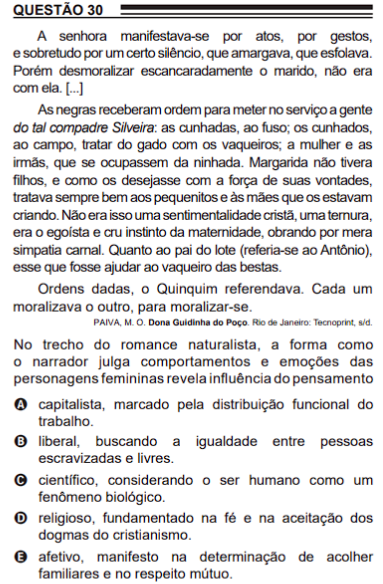 QUESTÃO 30
A senhora manifestava-se por atos, por gestos,
e sobretudo por um certo silêncio, que amargava, que esfolava.
Porém desmoralizar escancaradamente o marido, não era
com ela. [...]
As negras receberam ordem para meter no serviço a gente
do tal compadre Silveira: as cunhadas, ao fuso; os cunhados,
ao campo, tratar do gado com os vaqueiros; a mulher e as
irmãs, que se ocupassem da ninhada. Margarida não tivera
filhos, e como os desejasse com a força de suas vontades,
tratava sempre bem aos pequenitos e às mães que os estavam
criando. Não era isso uma sentimentalidade cristã, uma ternura,
era o egoísta e cru instinto da maternidade, obrando por mera
simpatia carnal. Quanto ao pai do lote (referia-se ao Antônio),
esse que fosse ajudar ao vaqueiro das bestas.
Ordens dadas, o Quinquim referendava. Cada um
moralizava o outro, para moralizar-se.
PAIVA, M. O. Dona Guidinha do Poço. Rio de Janeiro: Tecnoprint, s/d.
No trecho do romance naturalista, a forma como
o narrador julga comportamentos e emoções das
personagens femininas revela influência do pensamento
A capitalista, marcado pela distribuição funcional do
trabalho.
B liberal, buscando a igualdade entre pessoas
escravizadas e livres.
C científico, considerando o ser humano como um
fenômeno biológico.
D religioso, fundamentado na fé e na aceitação dos
dogmas do cristianismo.
E afetivo, manifesto na determinação de acolher
familiares e no respeito mútuo.